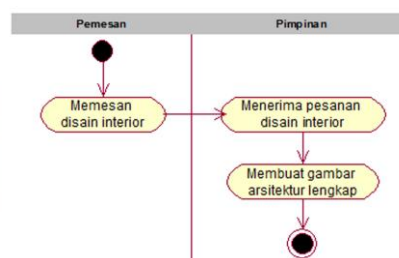 Pemesan
Pimpinan
Memesan
disain interior
Menerima pesanan
disain interior
Membuat gambar
arsitektur lengkap